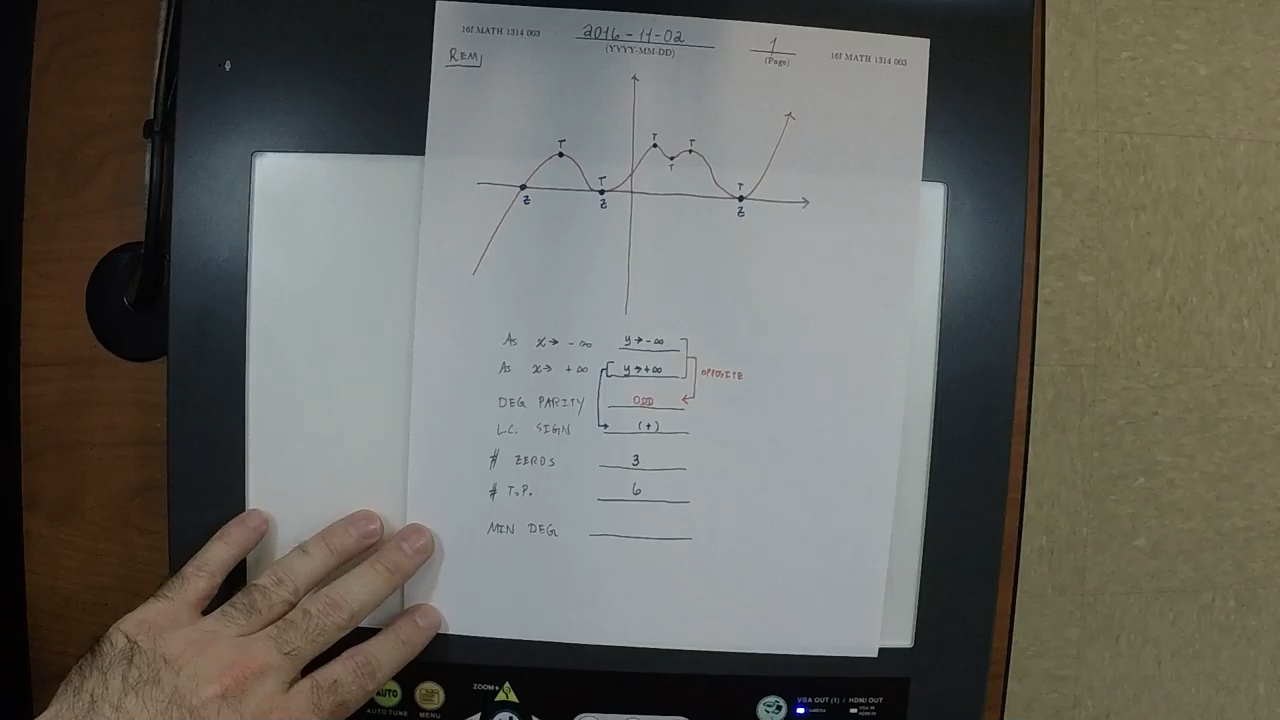 16f MATH 1314 003
2016-11-02
(YYYY-MM-DD)
1
(Page)
16f MATH 1314 003
REM
T
T
T
T
T
T
Z
Z
Z
As x→ -∞ y→-∞
As x→ +∞ y→+∞
OPPOSITE
DEG PARITY ODD
L.C. SIGN (+)
# ZEROS 3
# T.P. 6
MIN DEG
AUTO
AUTO TUNE
MENU
ZOOM+
VGA OUT (1) / HDMI OUT